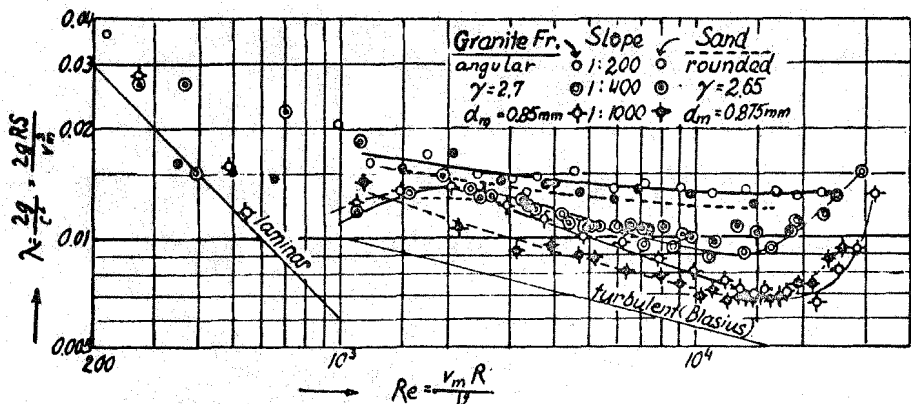 0.04
0.03
0.02
0.01
0.005
λ = 2g/c² = 2gRS/v_m²
Granite Fr. Slope Sand
angular 1:200 rounded
γ=2,7 1:400 γ=2,65
d_m=0.85mm 1:1000 d_m=0.875mm
laminar
turbulent (Blasius)
200 10³ 10⁴
Re = v_m R/ν